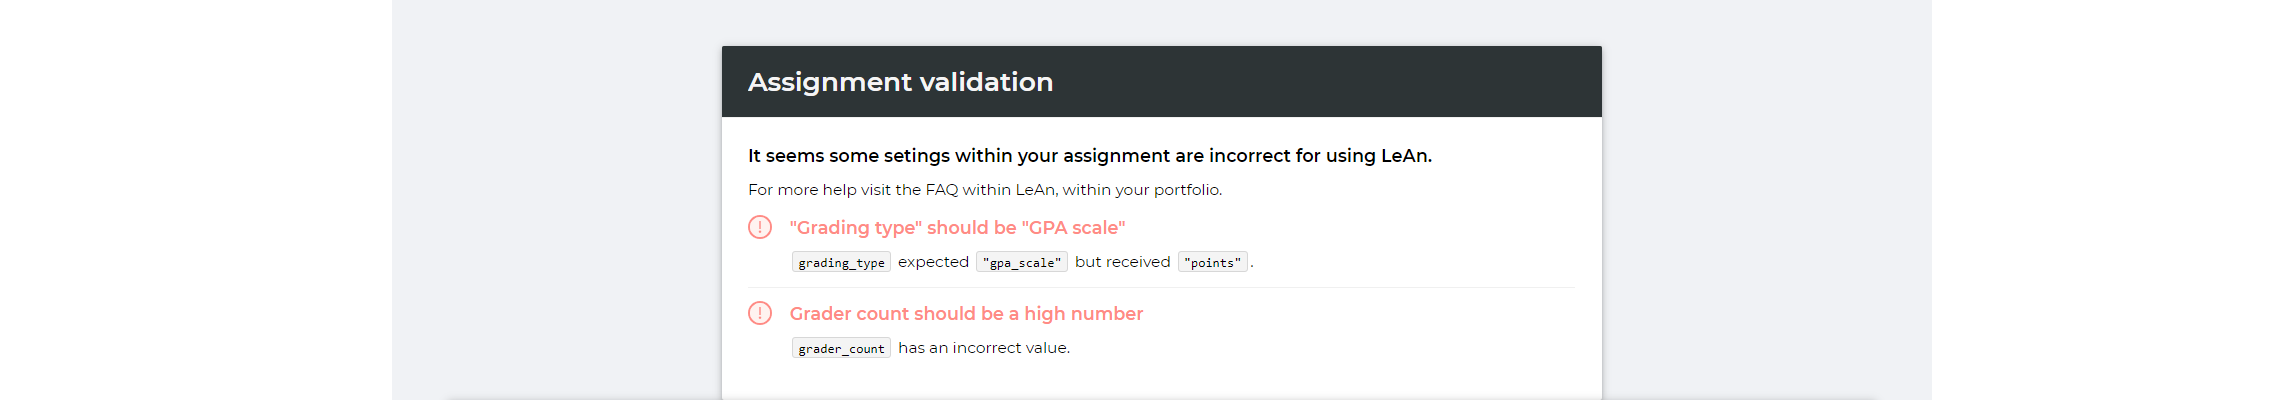 Assignment validation
It seems some setings within your assignment are incorrect for using LeAn.
For more help visit the FAQ within LeAn, within your portfolio.
! "Grading type" should be "GPA scale"
grading_type expected "gpa_scale" but received "points".
! Grader count should be a high number
grader_count has an incorrect value.